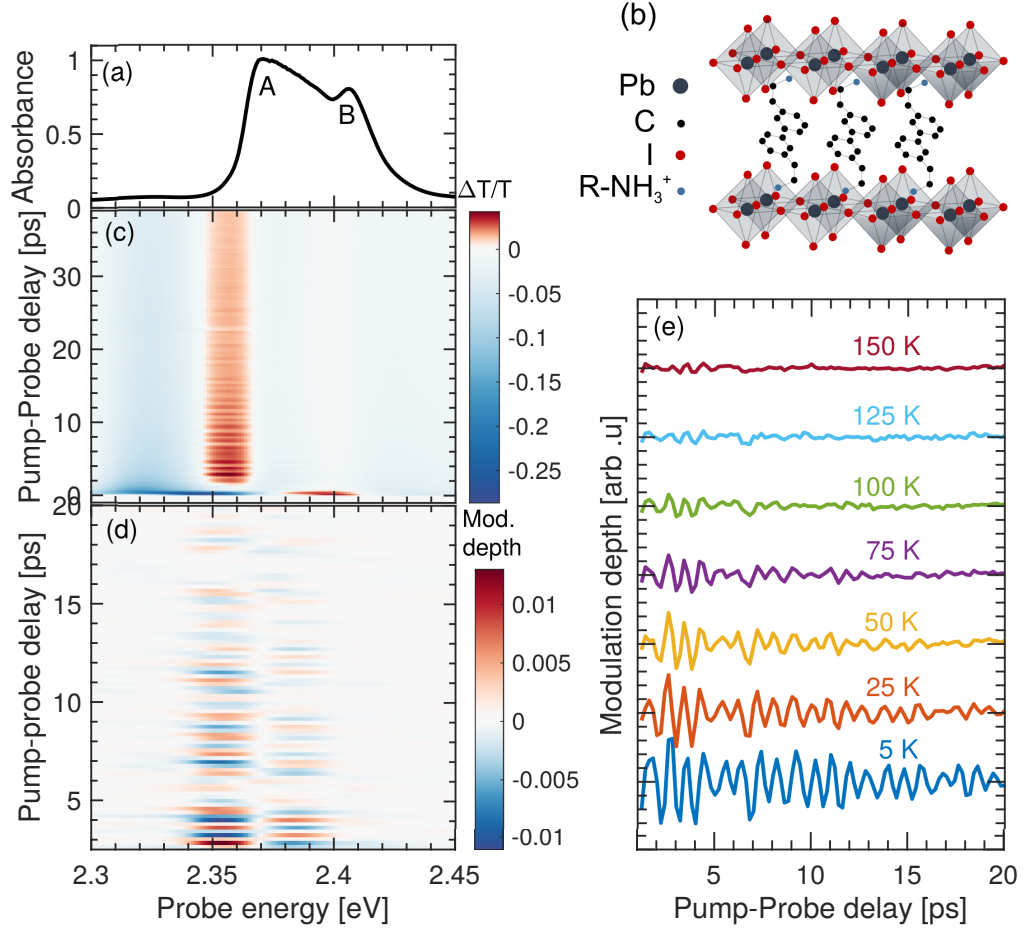 (a)
Absorbance
1
0.5
0
A
B
(b)
Pb
C
I
R-NH₃⁺
ΔT/T
(c)
Pump-Probe delay [ps]
30
20
10
0
0
-0.05
-0.1
-0.15
-0.2
-0.25
(d)
Pump-probe delay [ps]
20
15
10
5
Mod.
depth
0.01
0.005
0
-0.005
-0.01
2.3
2.35
2.4
2.45
Probe energy [eV]
(e)
Modulation depth [arb .u]
150 K
125 K
100 K
75 K
50 K
25 K
5 K
5
10
15
20
Pump-Probe delay [ps]